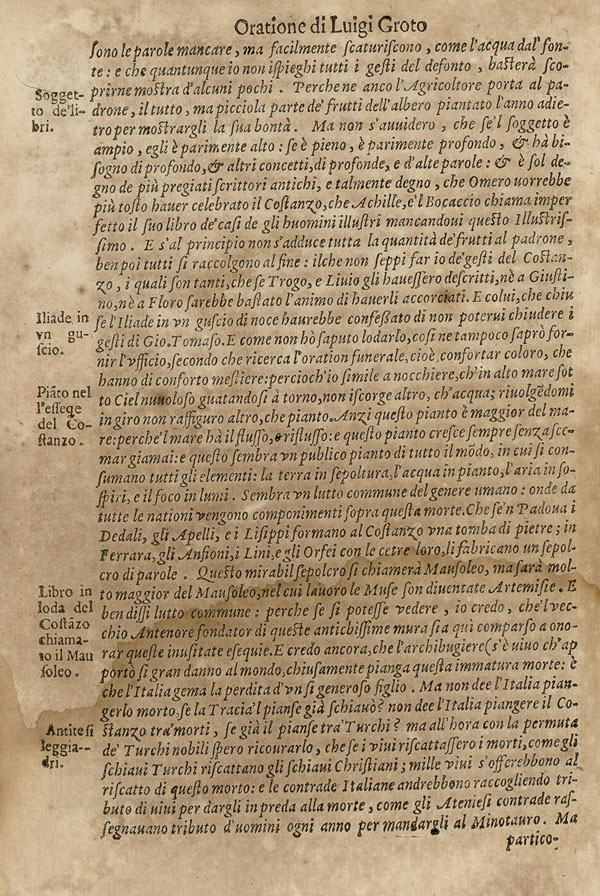 Oratione di Luigi Groto
sono le parole mancare, ma facilmente scaturiscono, come l'acqua dal' fon-
te: e che quantunque io non ispieghi tutti i gesti del defonto, basterà sco-
prirne mostra d'alcuni pochi. Perche ne anco l'Agricoltore porta al pa-
drone, il tutto, ma picciola parte de' frutti dell'albero piantato l'anno adie-
tro per mostrargli la sua bontà. Ma non s'auuidero, che se'l soggetto è
ampio, egli è parimente alto: se è pieno, è parimente profondo, & hà bi-
sogno di profondo, & altri concetti, di profonde, e d'alte parole: & è sol de-
gno de più pregiati scrittori antichi, e talmente degno, che Omero uorrebbe
più tosto hauer celebrato il Costanzo, che Achille, e'l Bocaccio chiama imper
fetto il suo libro de' casi de gli huomini illustri mancandoui questo Illustris-
simo. E s'al principio non s'adduce tutta la quantità de' frutti al padrone,
ben poi tutti si raccolgono al fine: ilche non seppi far io de' gesti del Costan-
zo, i quali son tanti, che se Trogo, e Liuio gli hauessero descritti, nè a Giusti-
no, nè a Floro sarebbe bastato l'animo di hauerli accorciati. E colui, che chiu
se l'Iliade in vn guscio di noce haurebbe confessato di non poterui chiudere i
gesti di Gio. Tomaso. E come non hò saputo lodarlo, così ne tampoco saprò for-
nir l'vfficio, secondo che ricerca l'oration funerale, cioè confortar coloro, che
hanno di conforto mestiere: percioch'io simile a nocchiere, ch'in alto mare sot
to Ciel nuuoloso guatandosi à torno, non iscorge altro, ch'acqua; riuolgēdomi
in giro non raffiguro altro, che pianto. Anzi questo pianto è maggior del ma-
re: perche'l mare hà il flusso, e riflusso: e questo pianto cresce sempre senza sce-
mar giamai: e questo sembra vn publico pianto di tutto il mōdo, in cui si con-
sumano tutti gli elementi: la terra in sepoltura, l'acqua in pianto, l'aria in so-
spiri, e il foco in lumi. Sembra vn lutto commune del genere umano: onde da
tutte le nationi vengono componimenti sopra questa morte. Che se'n Padoua i
Dedali, gli Apelli, e i Lisippi formano al Costanzo vna tomba di pietre; in
Ferrara, gli Anfioni, i Lini, e gli Orfei con le cetre loro, li fabricano un sepol-
cro di parole. Questo mirabil sepolcro si chiamerà Mausoleo, ma sarà mol-
to maggior del Mausoleo, nel cui lauoro le Muse son diuentate Artemisie. E
ben dissi lutto commune: perche se si potesse vedere, io credo, che'l vec-
chio Antenore fondator di queste antichissime mura sia quì comparso a ono-
rar queste inusitate esequie. E credo ancora, che l'archibugiere (s'è uiuo ch'ap
portò sì gran danno al mondo, chiusamente pianga questa immatura morte: è
che l'Italia gema la perdita d'vn sì generoso figlio. Ma non dee l'Italia pian-
gerlo morto, se la Tracia'l pianse già schiauo? non dee l'Italia piangere il Co-
stanzo tra morti, se già il pianse tra' Turchi? ma all'hora con la permuta
de' Turchi nobili sperò ricourarlo, che se i viui riscattassero i morti, come gli
schiaui Turchi riscattano gli schiaui Christiani; mille viui s'offerebbono al
riscatto di questo morto: e le contrade Italiane andrebbono raccogliendo tri-
buto di uiui per dargli in preda alla morte, come gli Ateniesi contrade ras-
segnauano tributo d'uomini ogni anno per mandargli al Minotauro. Ma
partico-
Sogget-
to de'li-
bri.
Iliade in
vn gu-
scio.
Piāto nel
l'esseqe
del Co-
stanzo.
Libro in
loda del
Costāzo
chiama-
to il Mau
soleo.
Antitesi
leggia-
dri.